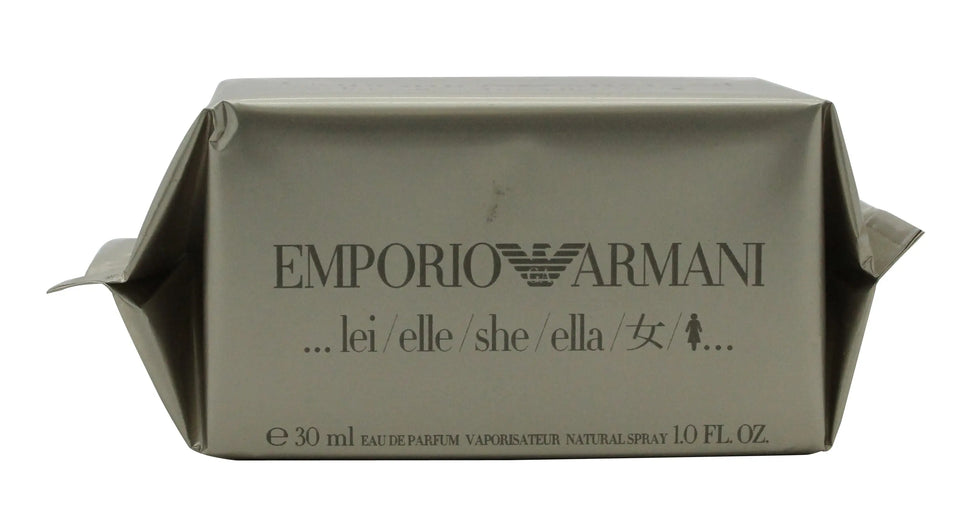 EMPORIO ARMANI
...lei/elle/she/ella/女/...
e 30 ml EAU DE PARFUM VAPORISATEUR NATURAL SPRAY 1.0 FL. OZ.